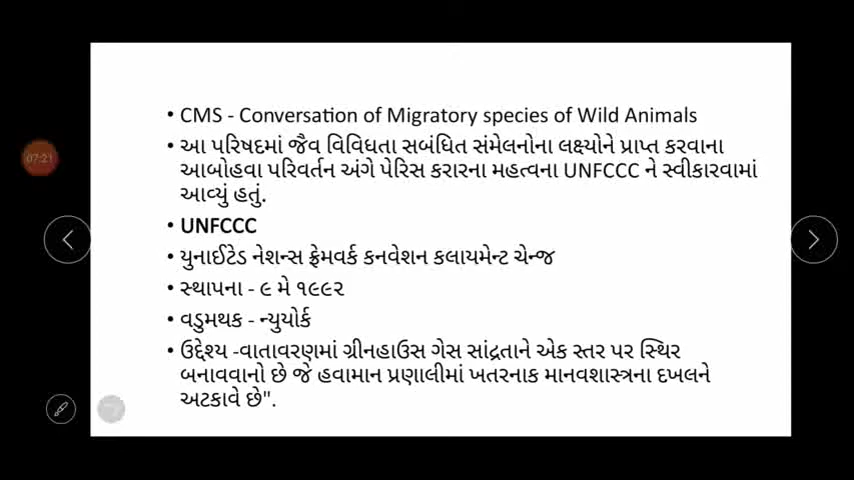 07:21
• CMS - Conversation of Migratory species of Wild Animals
• આ પરિષદમાં જૈવ વિવિધતા સબંધિત સંમેલનોના લક્ષ્યોને પ્રાપ્ત કરવાના
આબોહવા પરિવર્તન અંગે પેરિસ કરારના મહત્વના UNFCCC ને સ્વીકારવામાં
આવ્યું હતું.
• UNFCCC
• યુનાઈટેડ નેશન્સ ફ્રેમવર્ક કનવેશન કલાયમેન્ટ ચેન્જ
• સ્થાપના - ૯ મે ૧૯૯૨
• વડુમથક - ન્યુયોર્ક
• ઉદ્દેશ્ય -વાતાવરણમાં ગ્રીનહાઉસ ગેસ સાંદ્રતાને એક સ્તર પર સ્થિર
બનાવવાનો છે જે હવામાન પ્રણાલીમાં ખતરનાક માનવશાસ્ત્રના દખલને
અટકાવે છે".